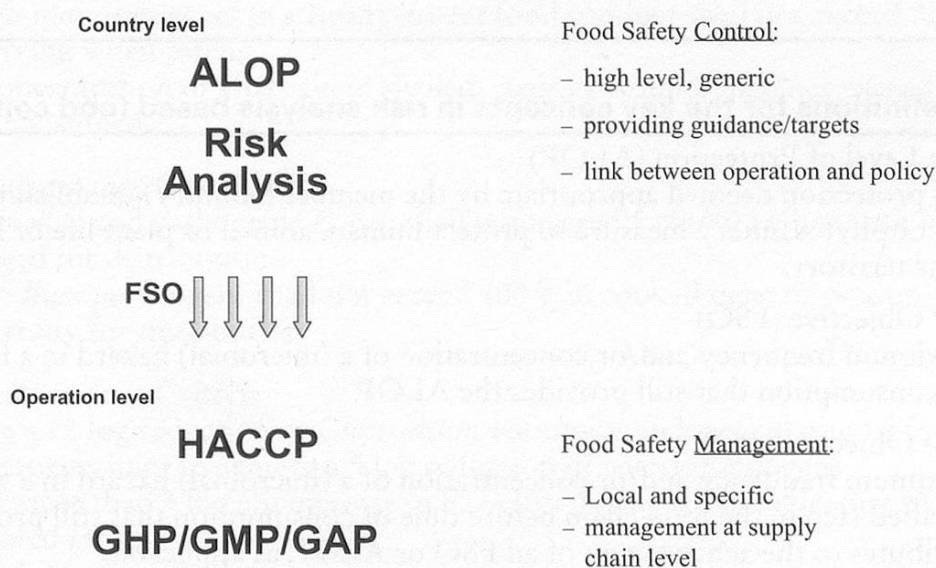 Country level
ALOP
Risk
Analysis
Food Safety Control:
– high level, generic
– providing guidance/targets
– link between operation and policy
FSO
Operation level
HACCP
GHP/GMP/GAP
Food Safety Management:
– Local and specific
– management at supply
chain level